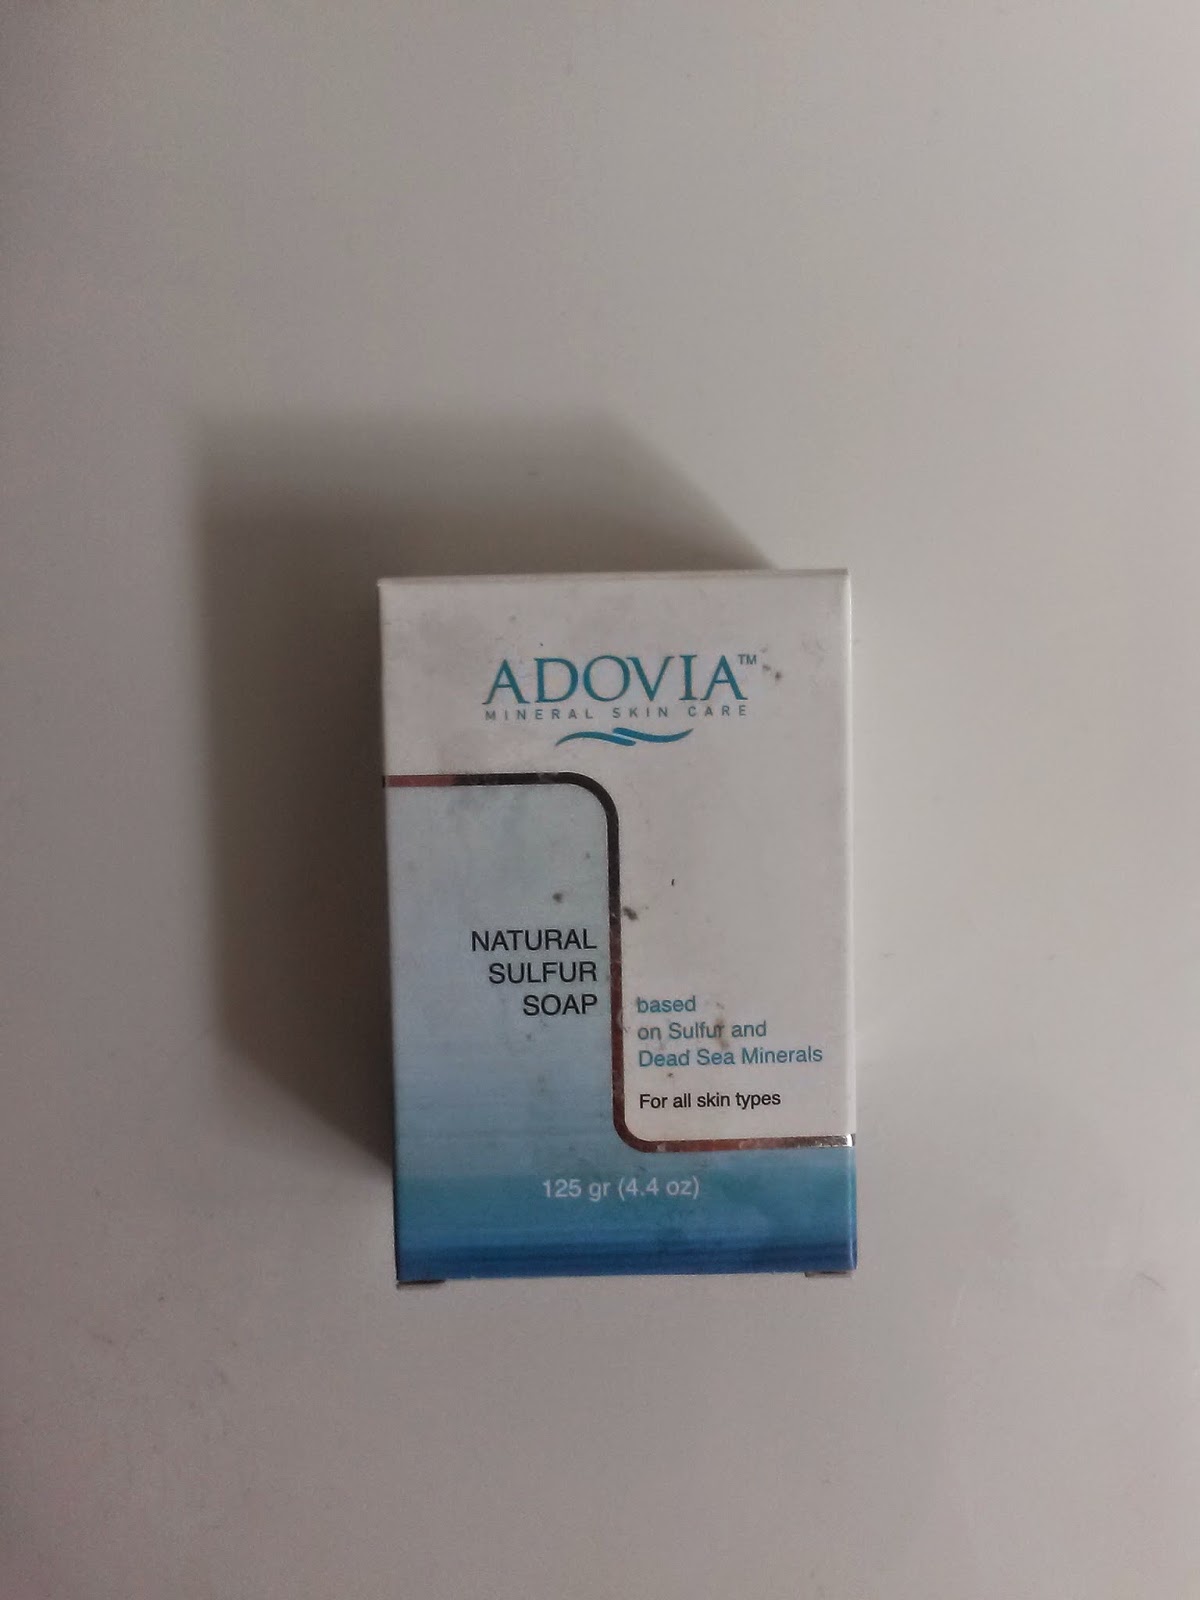 ADOVIA™
MINERAL SKIN CARE
NATURAL
SULFUR
SOAP
based
on Sulfur and
Dead Sea Minerals
For all skin types
125 gr (4.4 oz)